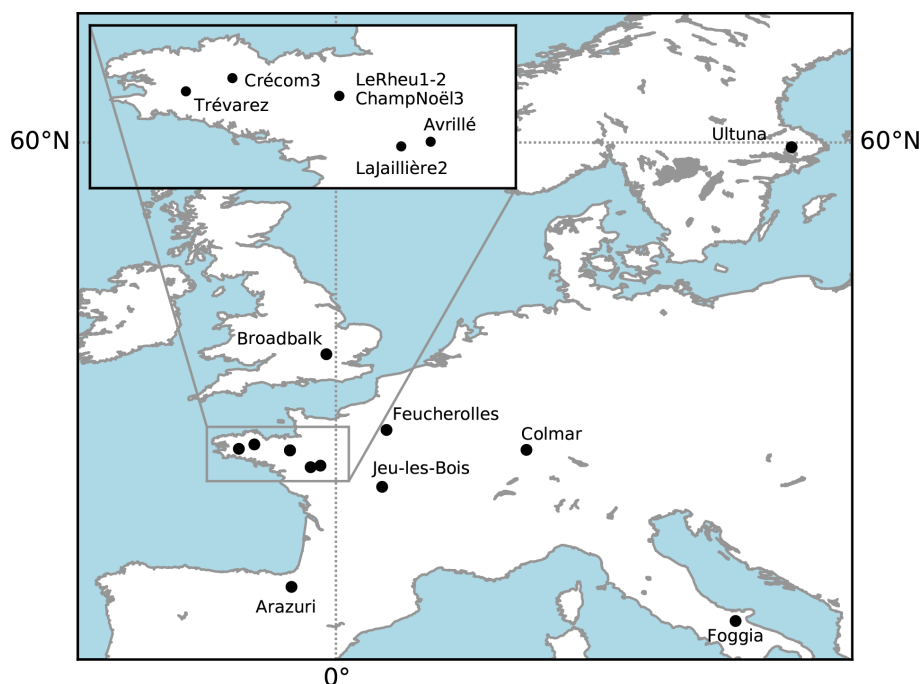 Crécom3
LeRheu1-2
ChampNoël3
Trévarez
Avrillé
LaJaillière2
60°N
Ultuna
60°N
Broadbalk
Feucherolles
Colmar
Jeu-les-Bois
Arazuri
Foggia
0°